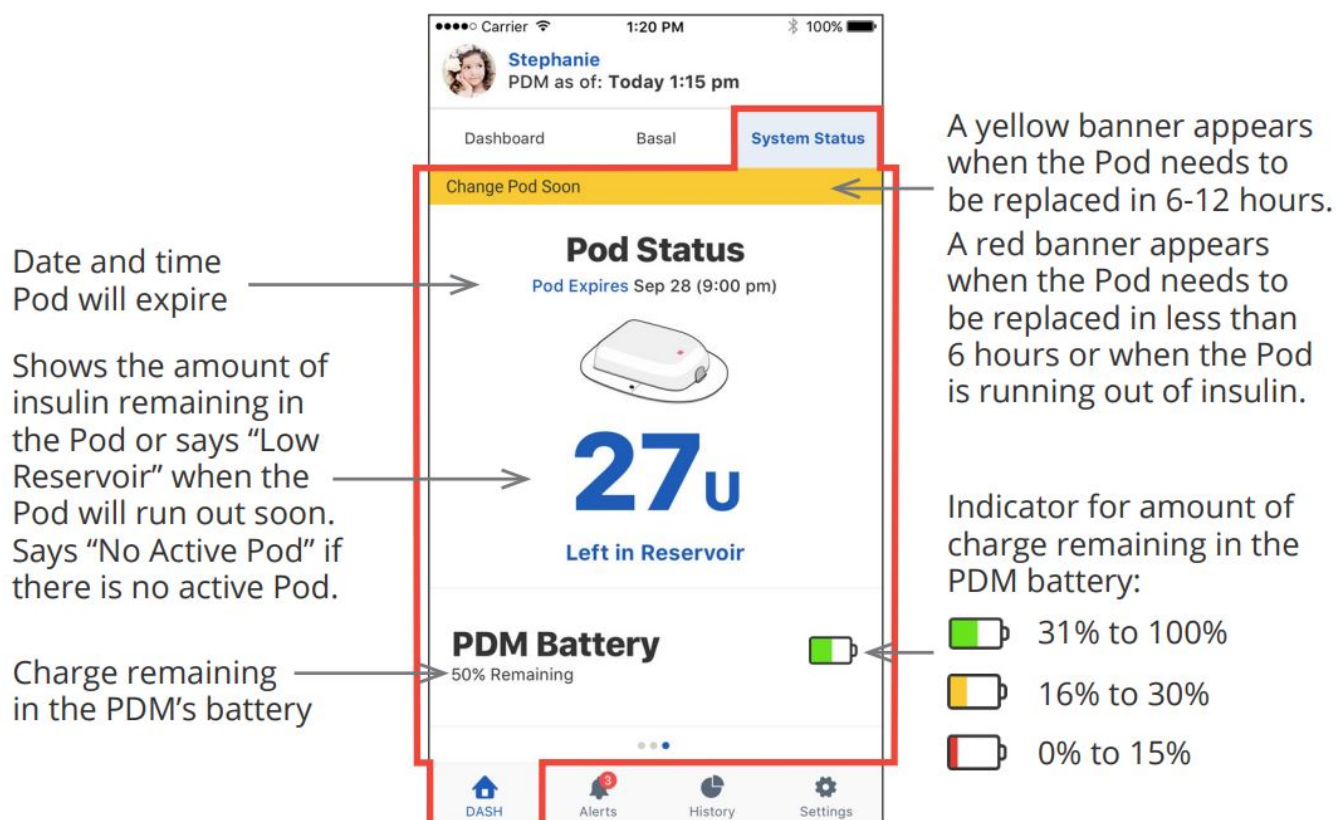 Carrier 1:20 PM 100%
Stephanie
PDM as of: Today 1:15 pm
Dashboard Basal System Status
Change Pod Soon
Pod Status
Pod Expires Sep 28 (9:00 pm)
27U
Left in Reservoir
PDM Battery
50% Remaining
DASH
3
Alerts
History
Settings
Date and time
Pod will expire
Shows the amount of
insulin remaining in
the Pod or says “Low
Reservoir” when the
Pod will run out soon.
Says “No Active Pod” if
there is no active Pod.
Charge remaining
in the PDM’s battery
A yellow banner appears
when the Pod needs to
be replaced in 6-12 hours.
A red banner appears
when the Pod needs to
be replaced in less than
6 hours or when the Pod
is running out of insulin.
Indicator for amount of
charge remaining in the
PDM battery:
31% to 100%
16% to 30%
0% to 15%